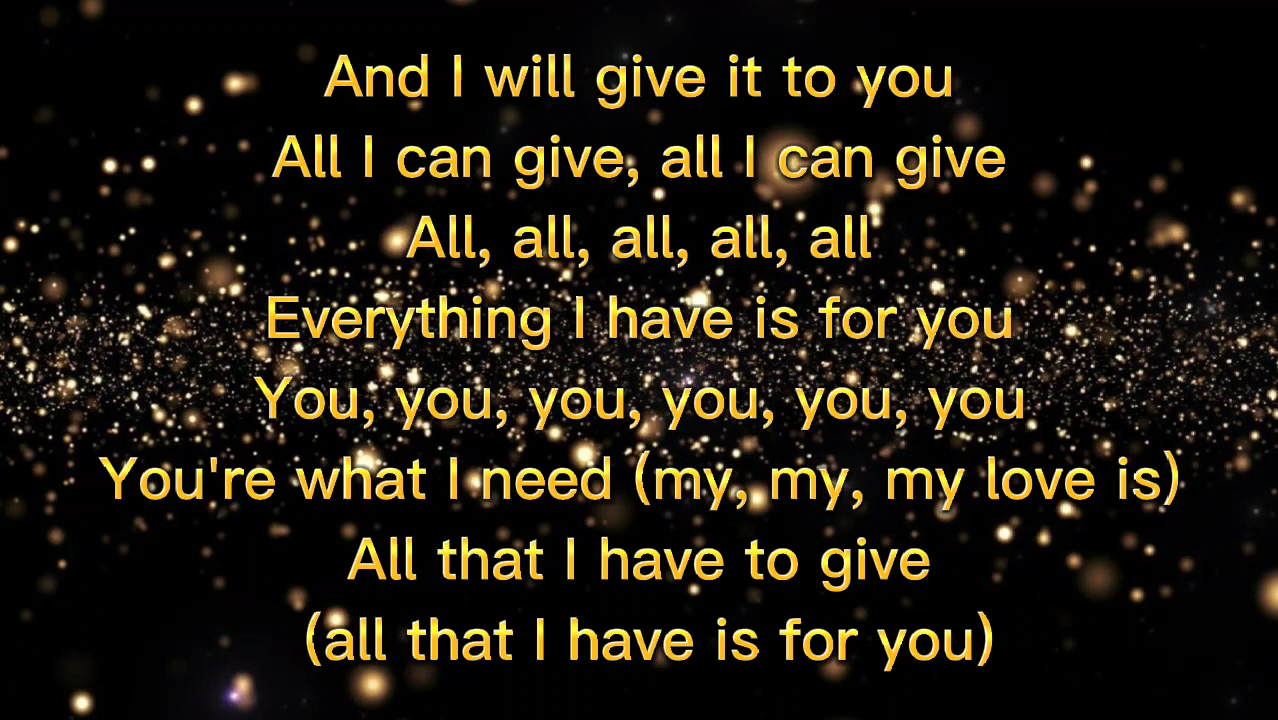 And I will give it to you
All I can give, all I can give
All, all, all, all, all
Everything I have is for you
You, you, you, you, you, you
You're what I need (my, my, my love is)
All that I have to give
(all that I have is for you)